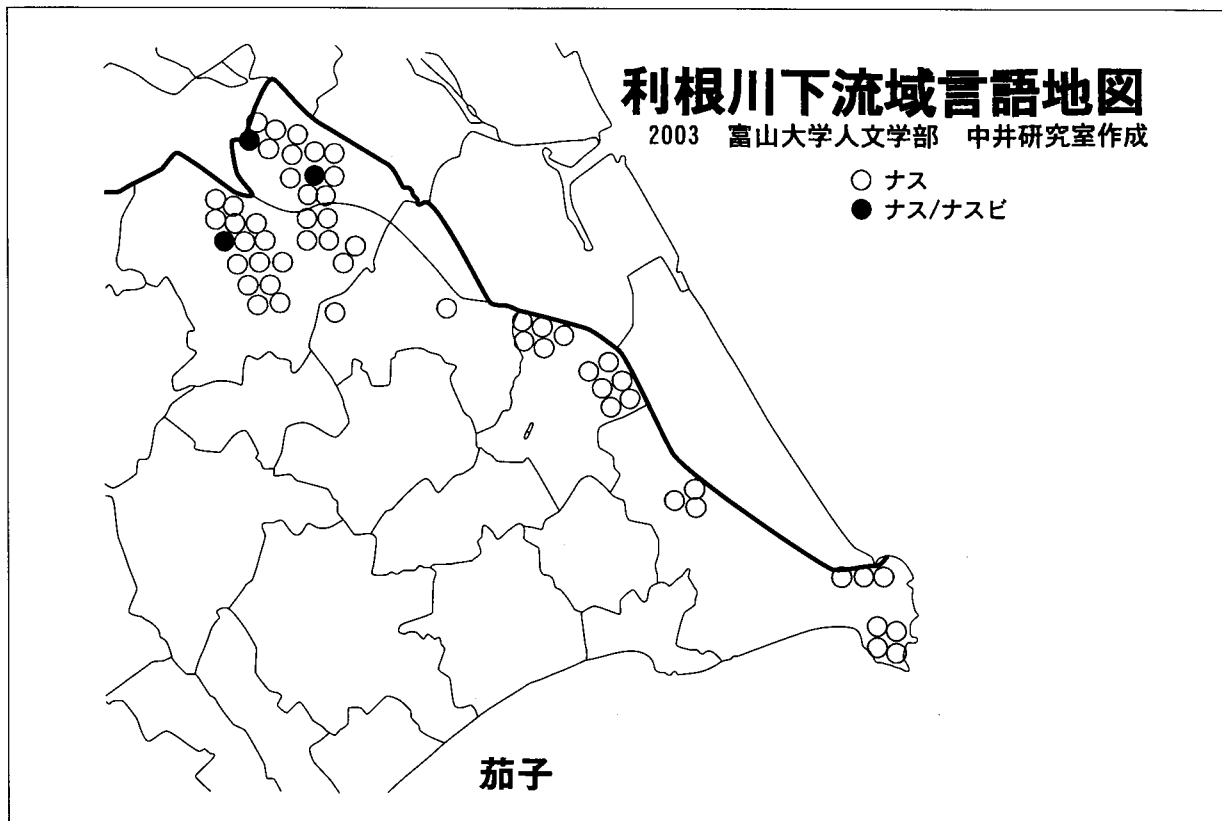 利根川下流域言語地図
2003 富山大学人文学部 中井研究室作成
○ ナス
● ナス/ナスビ
茄子